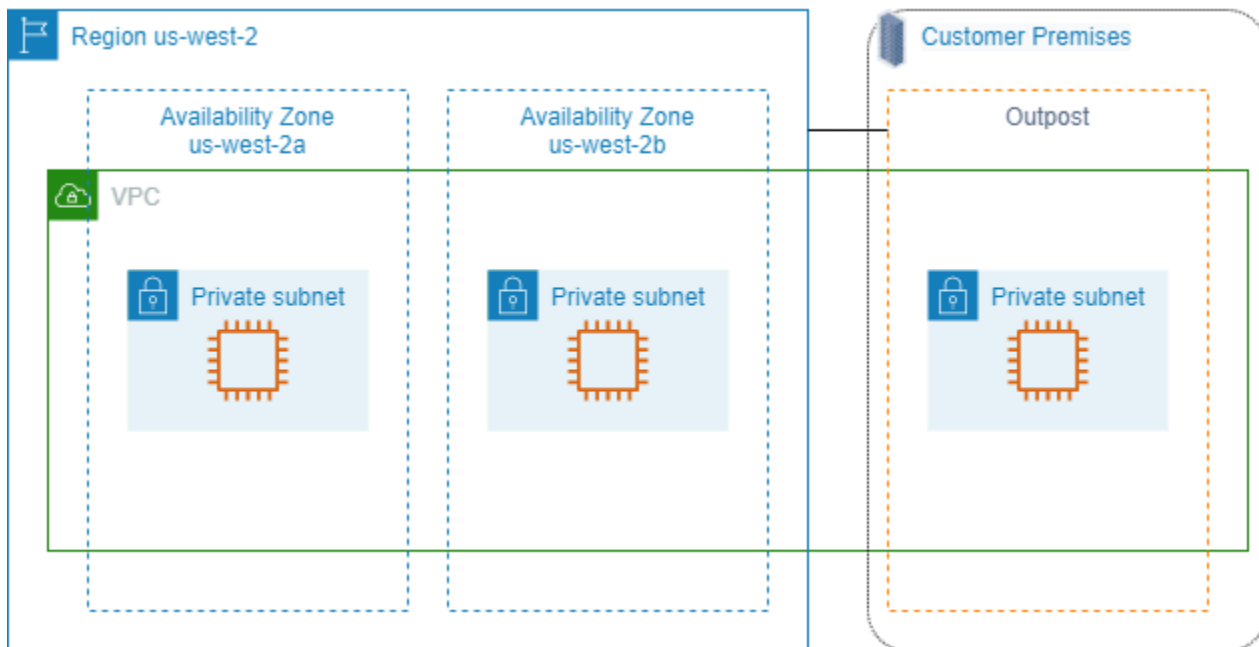 Region us-west-2
Customer Premises
Availability Zone
us-west-2a
Availability Zone
us-west-2b
Outpost
VPC
Private subnet
Private subnet
Private subnet